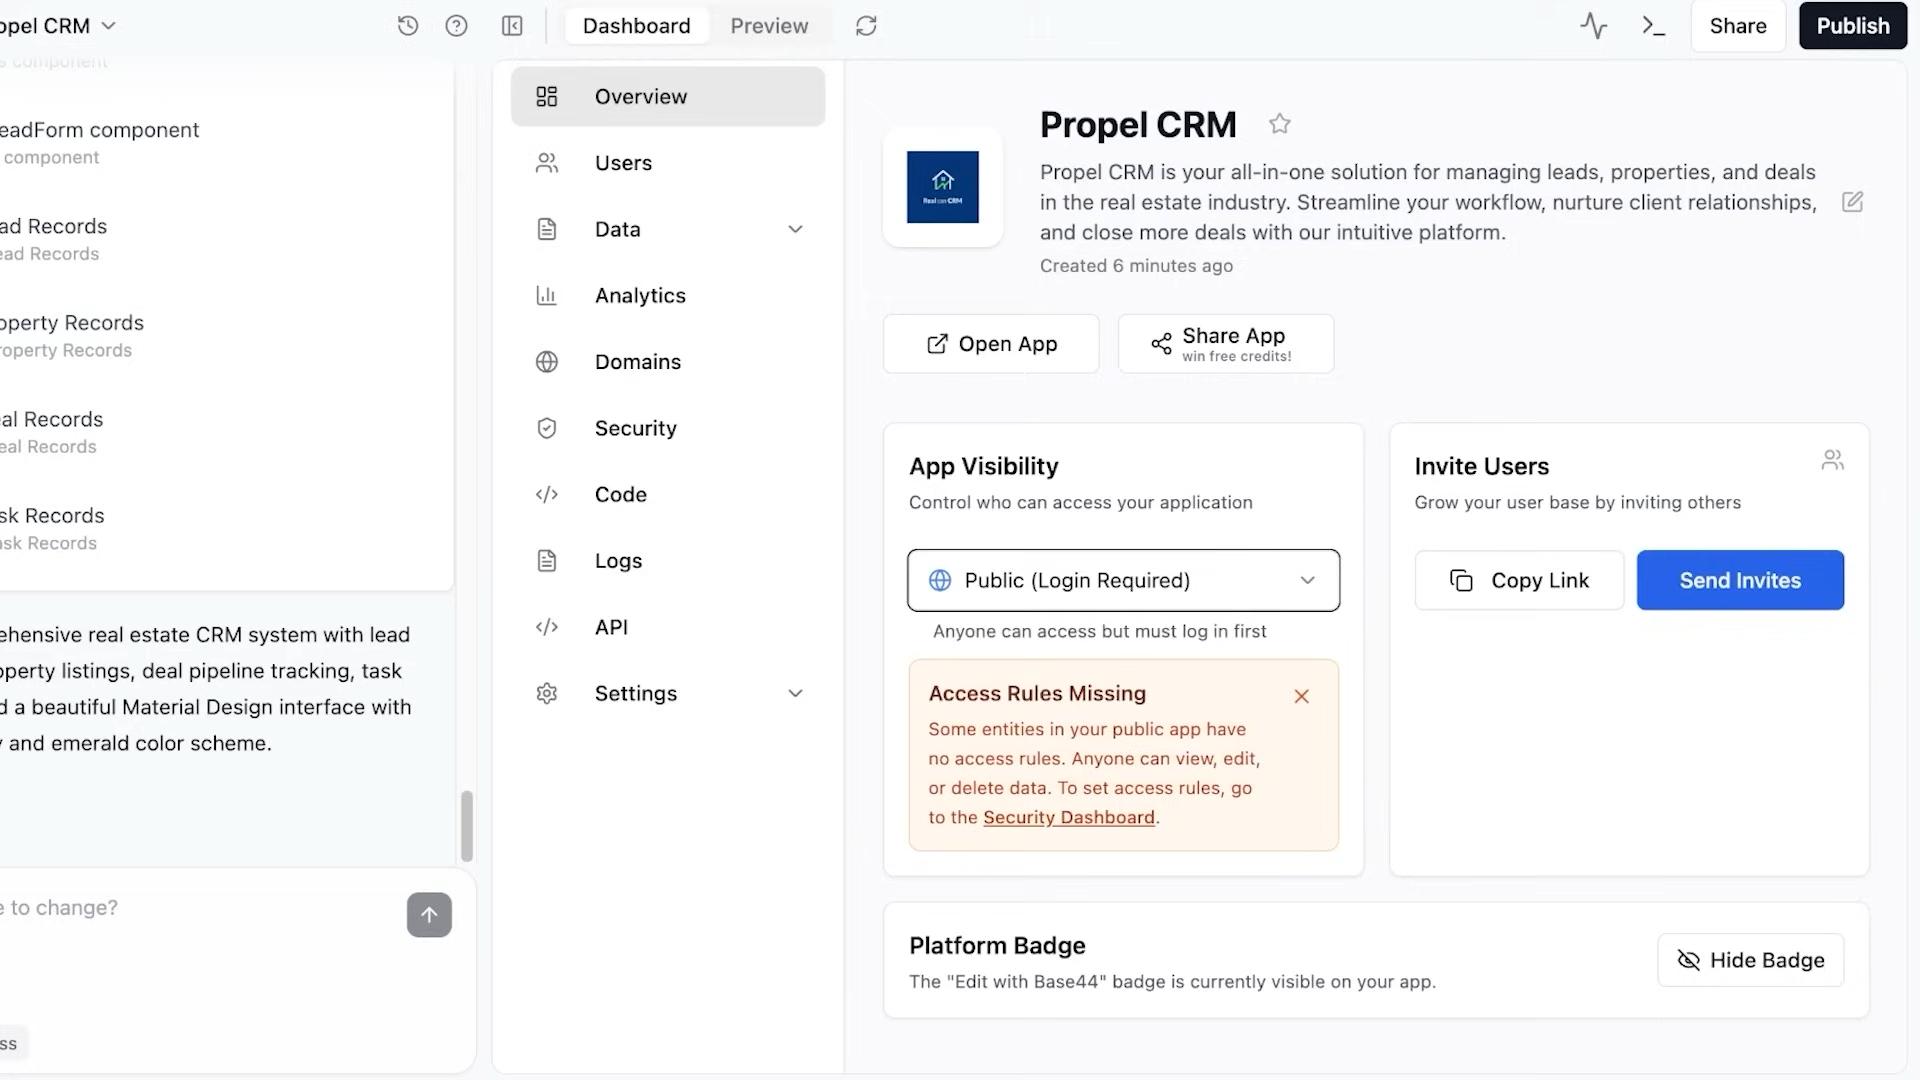 opel CRM
Dashboard
Preview
Share
Publish
s component
eadForm component
component
ad Records
ead Records
operty Records
roperty Records
eal Records
eal Records
sk Records
ask Records
ehensive real estate CRM system with lead
operty listings, deal pipeline tracking, task
d a beautiful Material Design interface with
y and emerald color scheme.
e to change?
ss
Overview
Users
Data
Analytics
Domains
Security
Code
Logs
API
Settings
Propel CRM
Propel CRM is your all-in-one solution for managing leads, properties, and deals
in the real estate industry. Streamline your workflow, nurture client relationships,
and close more deals with our intuitive platform.
Created 6 minutes ago
Open App
Share App
win free credits!
App Visibility
Control who can access your application
Public (Login Required)
Anyone can access but must log in first
Access Rules Missing
Some entities in your public app have
no access rules. Anyone can view, edit,
or delete data. To set access rules, go
to the Security Dashboard.
Invite Users
Grow your user base by inviting others
Copy Link
Send Invites
Platform Badge
The "Edit with Base44" badge is currently visible on your app.
Hide Badge